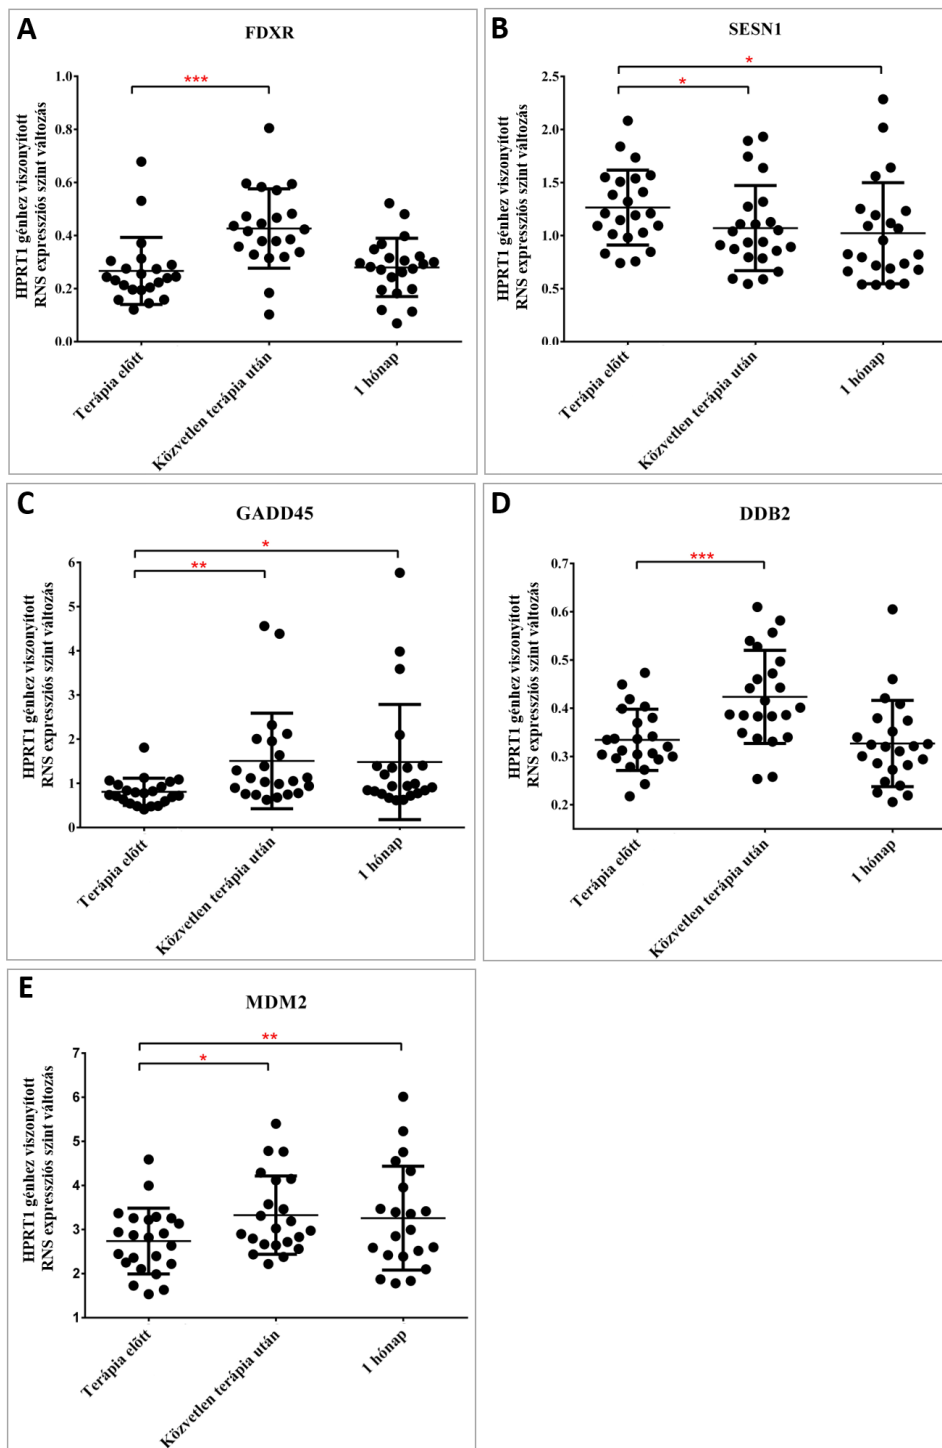 A
FDXR
***
HPRT1 génhez viszonyított
RNS expressziós szint változás
1.0
0.8
0.6
0.4
0.2
0.0
Terápia előtt
Közvetlen terápia után
1 hónap
B
SESN1
*
*
HPRT1 génhez viszonyított
RNS expressziós szint változás
2.5
2.0
1.5
1.0
0.5
0.0
Terápia előtt
Közvetlen terápia után
1 hónap
C
GADD45
*
**
HPRT1 génhez viszonyított
RNS expressziós szint változás
6
5
4
3
2
1
0
Terápia előtt
Közvetlen terápia után
1 hónap
D
DDB2
***
HPRT1 génhez viszonyított
RNS expressziós szint változás
0.7
0.6
0.5
0.4
0.3
0.2
Terápia előtt
Közvetlen terápia után
1 hónap
E
MDM2
**
*
HPRT1 génhez viszonyított
RNS expressziós szint változás
7
6
5
4
3
2
1
Terápia előtt
Közvetlen terápia után
1 hónap